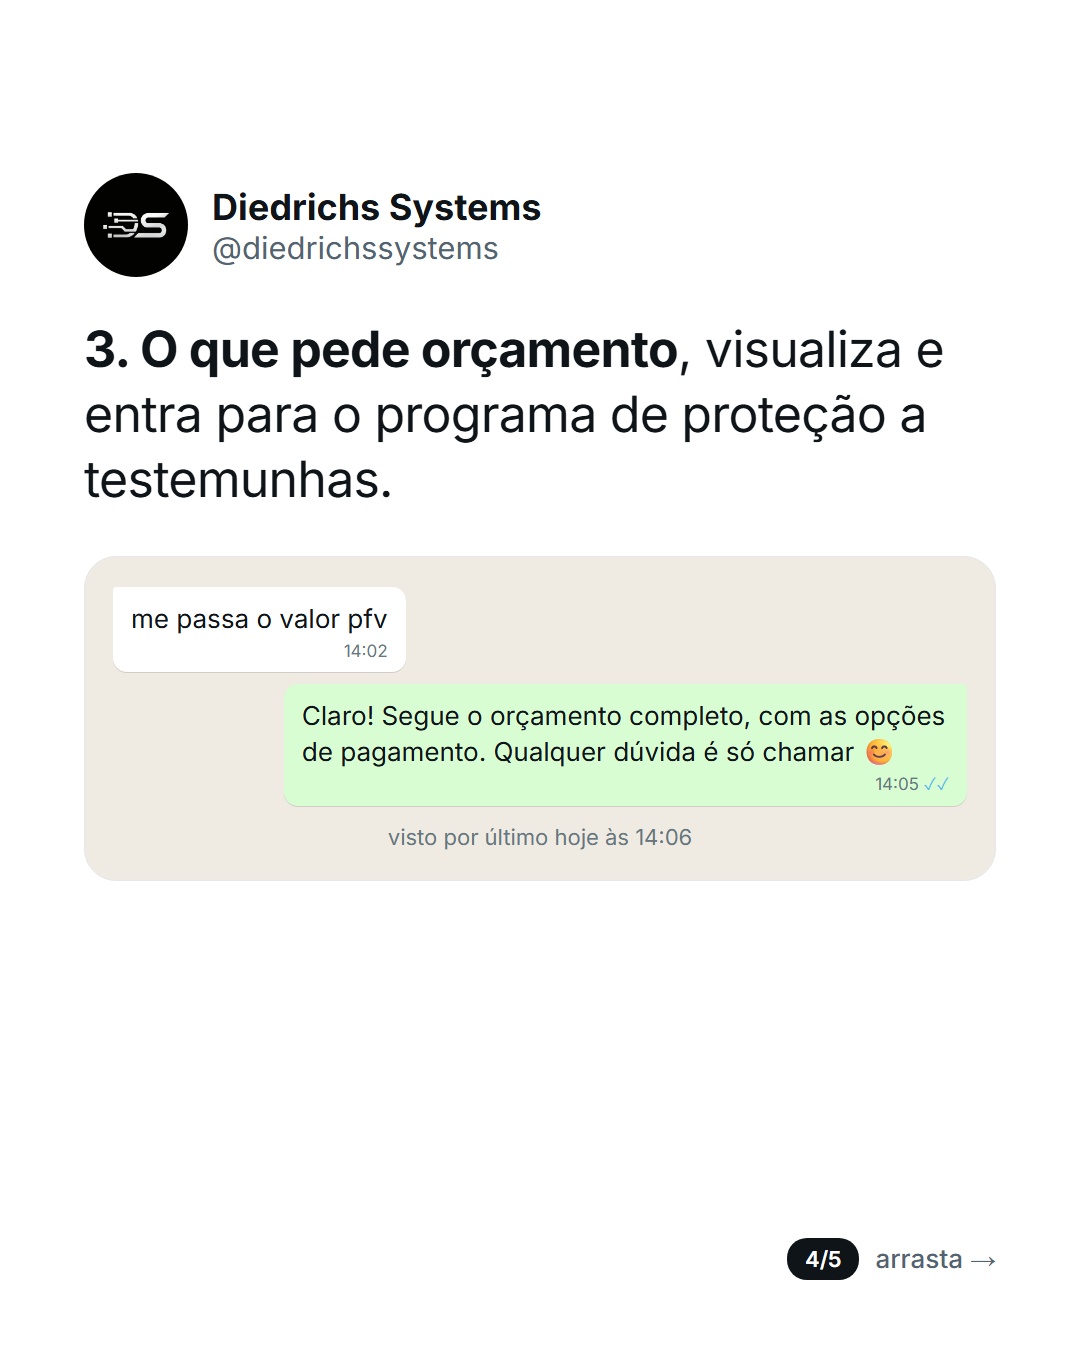 DS
Diedrichs Systems
@diedrichssystems
3. O que pede orçamento, visualiza e
entra para o programa de proteção a
testemunhas.
me passa o valor pfv
14:02
Claro! Segue o orçamento completo, com as opções
de pagamento. Qualquer dúvida é só chamar 😊
14:05 ✓✓
visto por último hoje às 14:06
4/5 arrasta →